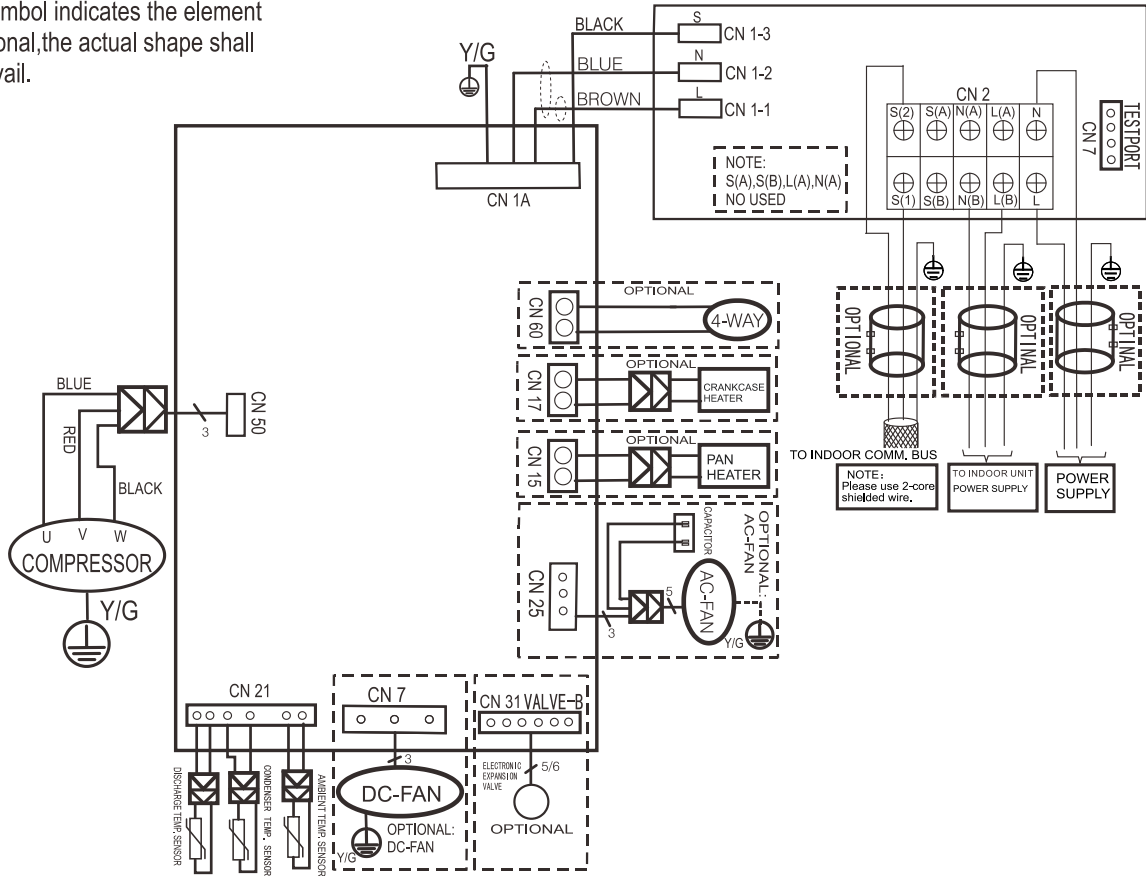 mbol indicates the element
onal,the actual shape shall
vail.
Y/G
BLACK
BLUE
BROWN
S
CN 1-3
N
CN 1-2
L
CN 1-1
CN 1A
NOTE:
S(A),S(B),L(A),N(A)
NO USED
CN 2
S(2) S(A) N(A) L(A) N
S(1) S(B) N(B) L(B) L
CN 7
TESTPORT
OPTIONAL
OPTINAL
OPTINAL
TO INDOOR COMM. BUS
NOTE:
Please use 2-core
shielded wire.
TO INDOOR UNIT
POWER SUPPLY
POWER
SUPPLY
CN 60
OPTIONAL
4-WAY
CN 17
OPTIONAL
CRANKCASE
HEATER
CN 15
OPTIONAL
PAN
HEATER
CN 25
3
CAPACITOR
5
AC-FAN
OPTIONAL:
AC-FAN
Y/G
BLUE
RED
BLACK
3
CN 50
U V W
COMPRESSOR
Y/G
CN 21
DISCHARGE TEMP. SENSOR
CONDENSER TEMP. SENSOR
AMBIENT TEMP. SENSOR
CN 7
3
DC-FAN
OPTIONAL:
DC-FAN
Y/G
CN 31 VALVE-B
ELECTRONIC
EXPANSION
VALVE
5/6
OPTIONAL